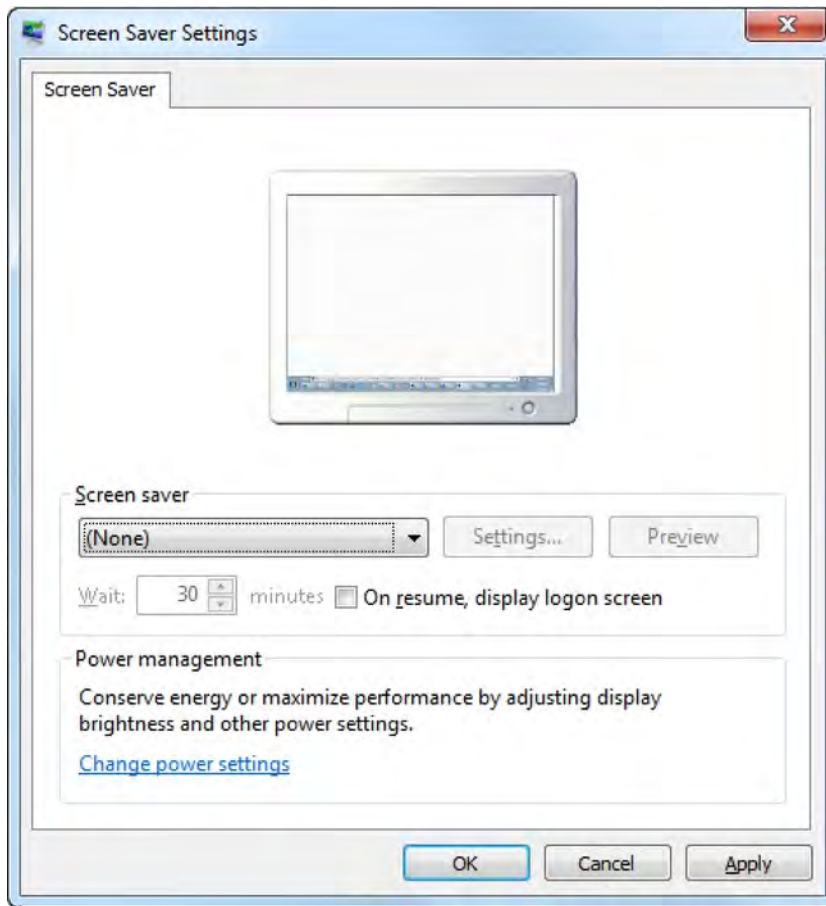 Screen Saver Settings
Screen Saver
Screen saver
(None)
Settings...
Preview
Wait: 30 minutes On resume, display logon screen
Power management
Conserve energy or maximize performance by adjusting display
brightness and other power settings.
Change power settings
OK Cancel Apply